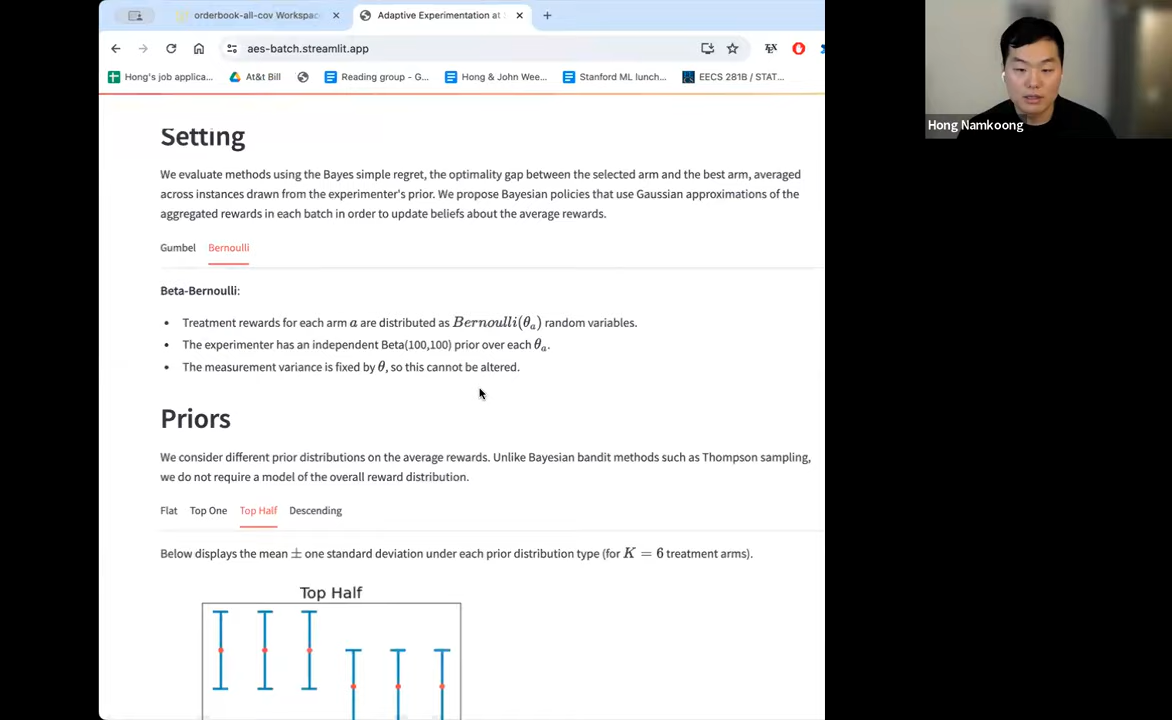 orderbook-all-cov Workspac
Adaptive Experimentation at
aes-batch.streamlit.app
Hong's job applica...
At&t Bill
Reading group - G...
Hong & John Wee...
Stanford ML lunch...
EECS 281B / STAT...
Hong Namkoong
Setting
We evaluate methods using the Bayes simple regret, the optimality gap between the selected arm and the best arm, averaged
across instances drawn from the experimenter's prior. We propose Bayesian policies that use Gaussian approximations of the
aggregated rewards in each batch in order to update beliefs about the average rewards.
Gumbel Bernoulli
Beta-Bernoulli:
• Treatment rewards for each arm a are distributed as Bernoulli(θₐ) random variables.
• The experimenter has an independent Beta(100,100) prior over each θₐ.
• The measurement variance is fixed by θ, so this cannot be altered.
Priors
We consider different prior distributions on the average rewards. Unlike Bayesian bandit methods such as Thompson sampling,
we do not require a model of the overall reward distribution.
Flat Top One Top Half Descending
Below displays the mean ± one standard deviation under each prior distribution type (for K = 6 treatment arms).
Top Half